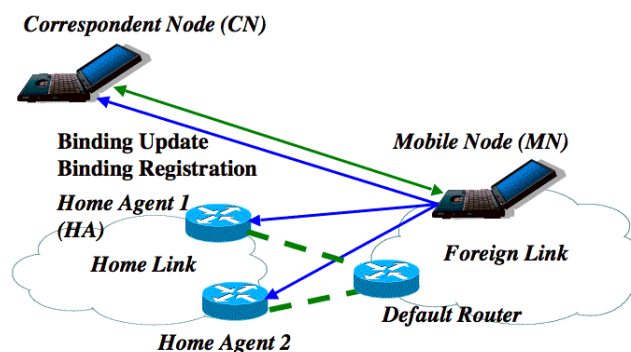 Correspondent Node (CN)
Binding Update
Binding Registration
Mobile Node (MN)
Home Agent 1
(HA)
Home Link
Foreign Link
Default Router
Home Agent 2